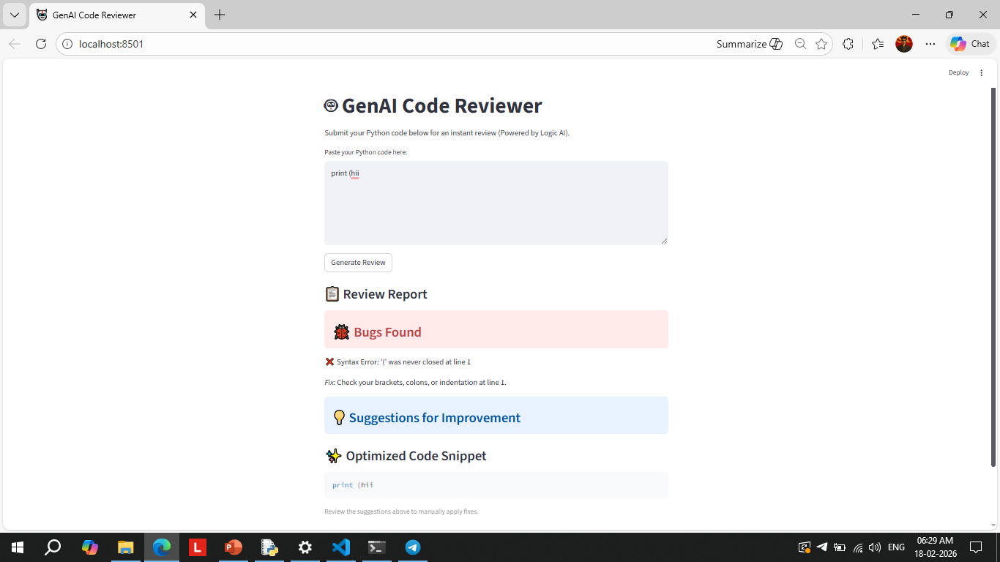 GenAI Code Reviewer
localhost:8501
Summarize
Chat
Deploy
GenAI Code Reviewer
Submit your Python code below for an instant review (Powered by Logic AI).
Paste your Python code here:
print (hii
Generate Review
Review Report
Bugs Found
Syntax Error: '(' was never closed at line 1
Fix: Check your brackets, colons, or indentation at line 1.
Suggestions for Improvement
Optimized Code Snippet
print (hii
Review the suggestions above to manually apply fixes.
L
P
ENG
06:29 AM
18-02-2026